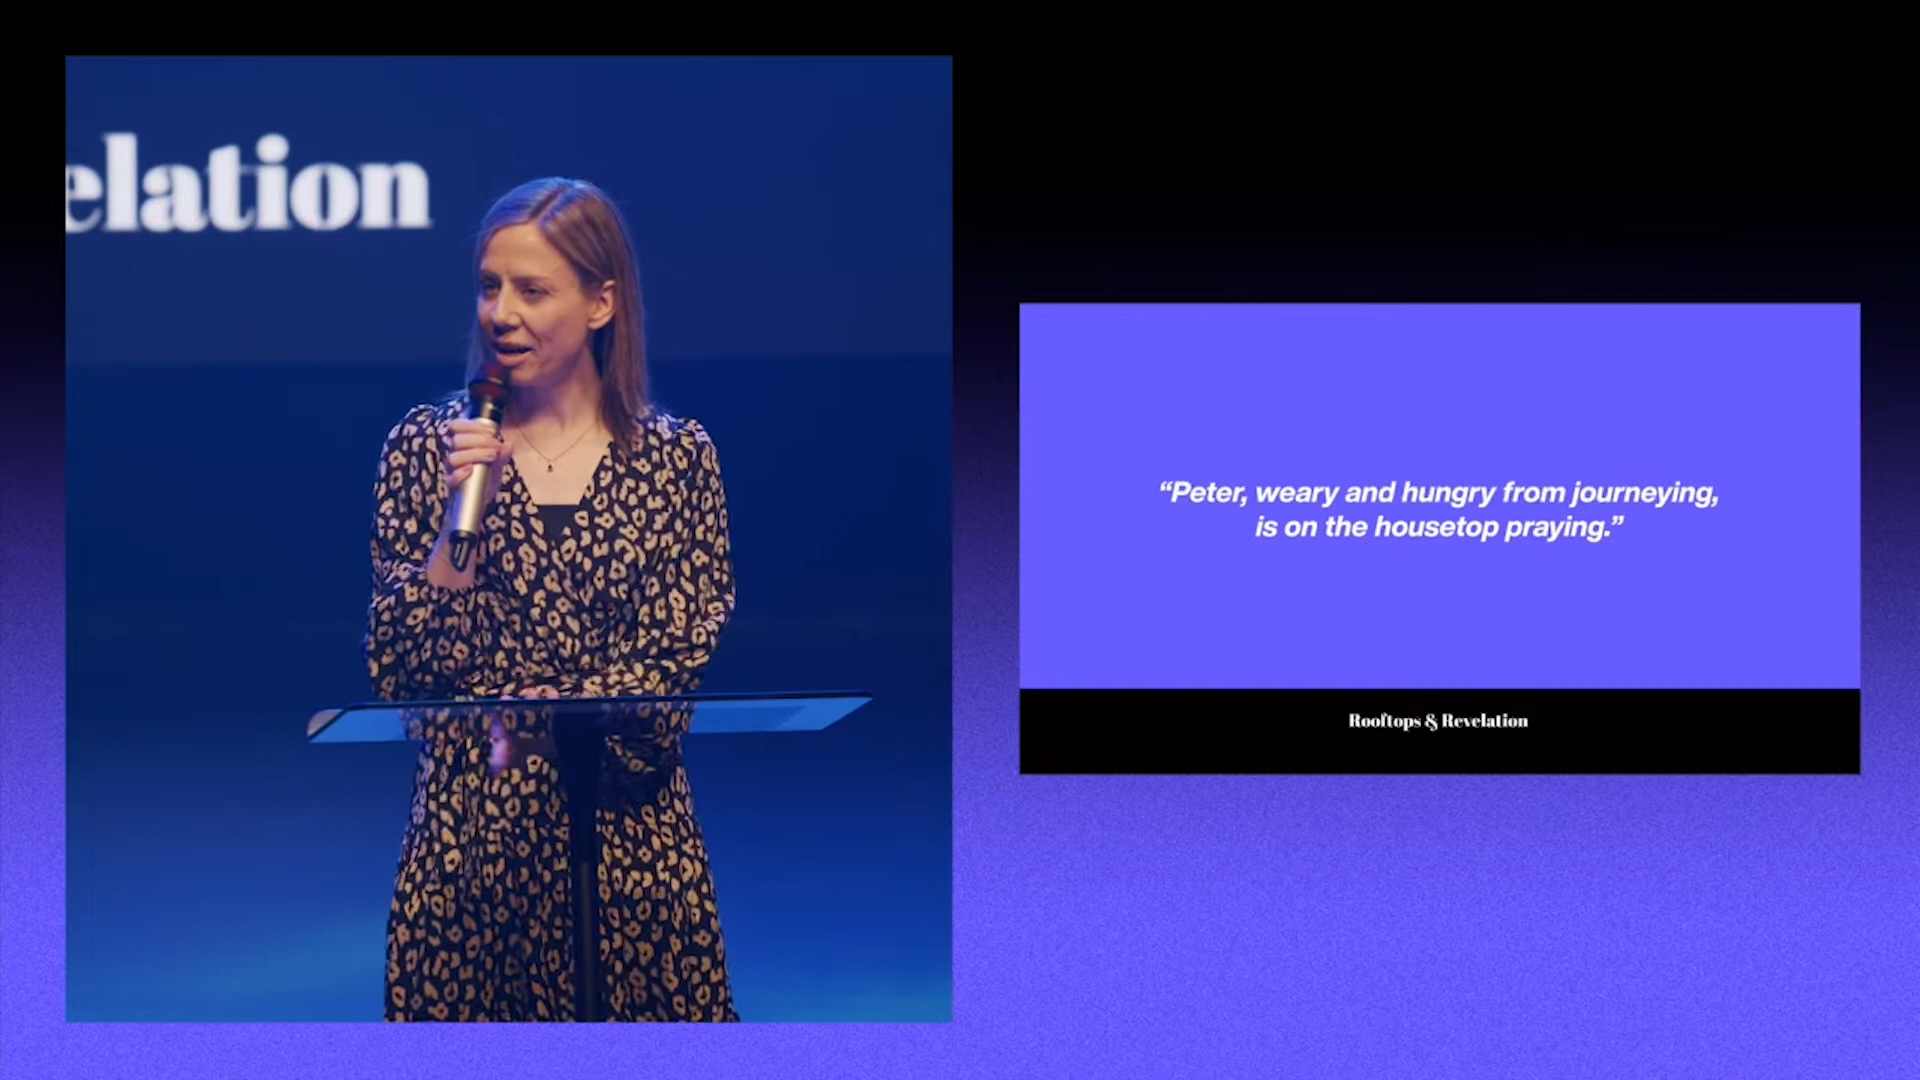 elation
“Peter, weary and hungry from journeying,
is on the housetop praying.”
Rooftops & Revelation